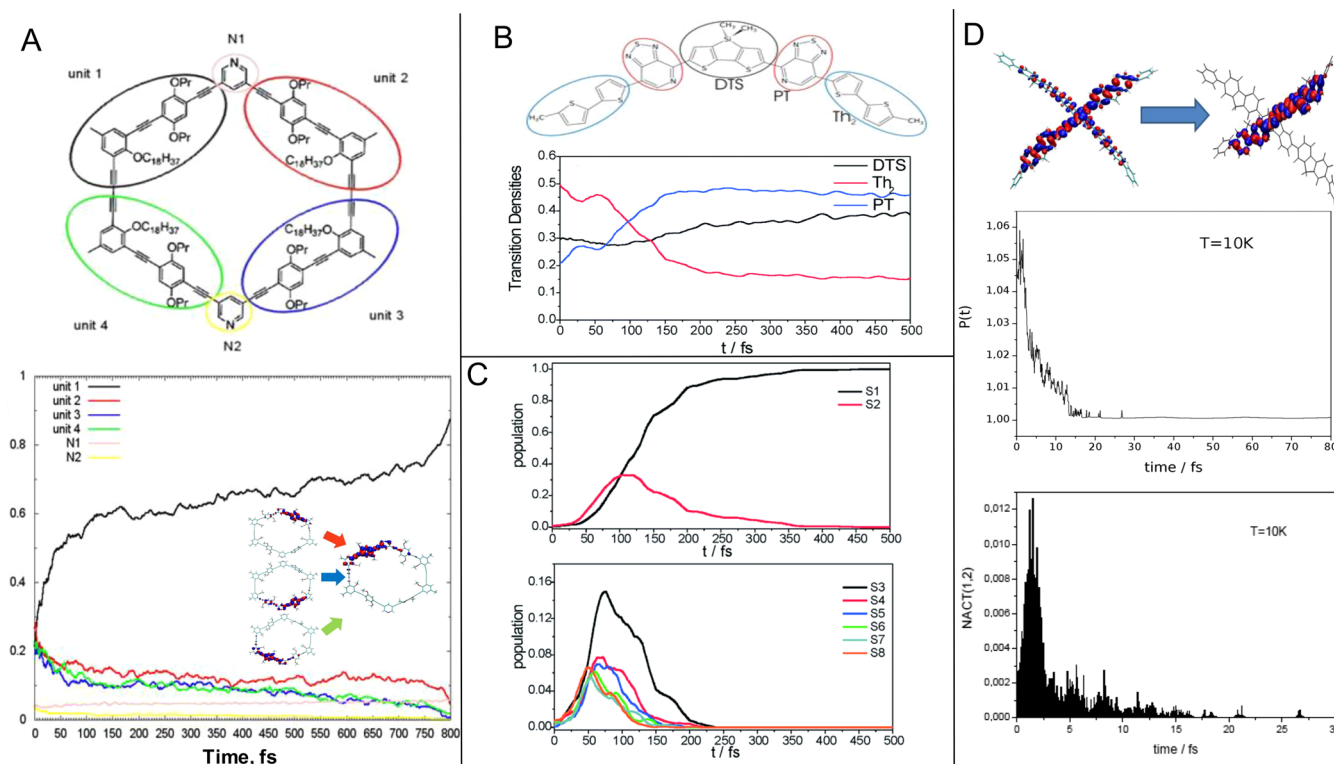 A
N1
unit 1
unit 2
OPr
OPr
OPr
OPr
OC₁₈H₃₇
C₁₈H₃₇O
C₁₈H₃₇O
OC₁₈H₃₇
OPr
OPr
OPr
OPr
unit 4
unit 3
N2
unit 1
unit 2
unit 3
unit 4
N1
N2
1
0.8
0.6
0.4
0.2
0
0 50 100 150 200 250 300 350 400 450 500 550 600 650 700 750 800
Time, fs
B
CH₃ CH₃
Si
N S N
N S N
S S
N
N
S
S
S
S
H₃C
CH₃
DTS
PT
Th₂
Transition Densities
0.6
0.5
0.4
0.3
0.2
0.1
0.0
DTS
Th₂
PT
0 50 100 150 200 250 300 350 400 450 500
t / fs
C
population
1.0
0.8
0.6
0.4
0.2
0.0
S1
S2
0 50 100 150 200 250 300 350 400 450 500
t / fs
population
0.16
0.12
0.08
0.04
0.00
S3
S4
S5
S6
S7
S8
0 50 100 150 200 250 300 350 400 450 500
t / fs
D
T=10K
P(t)
1,06
1,05
1,04
1,03
1,02
1,01
1,00
0 10 20 30 40 50 60 70 80
time / fs
T=10K
NACT(1,2)
0,012
0,010
0,008
0,006
0,004
0,002
0,000
0 5 10 15 20 25 30
time / fs